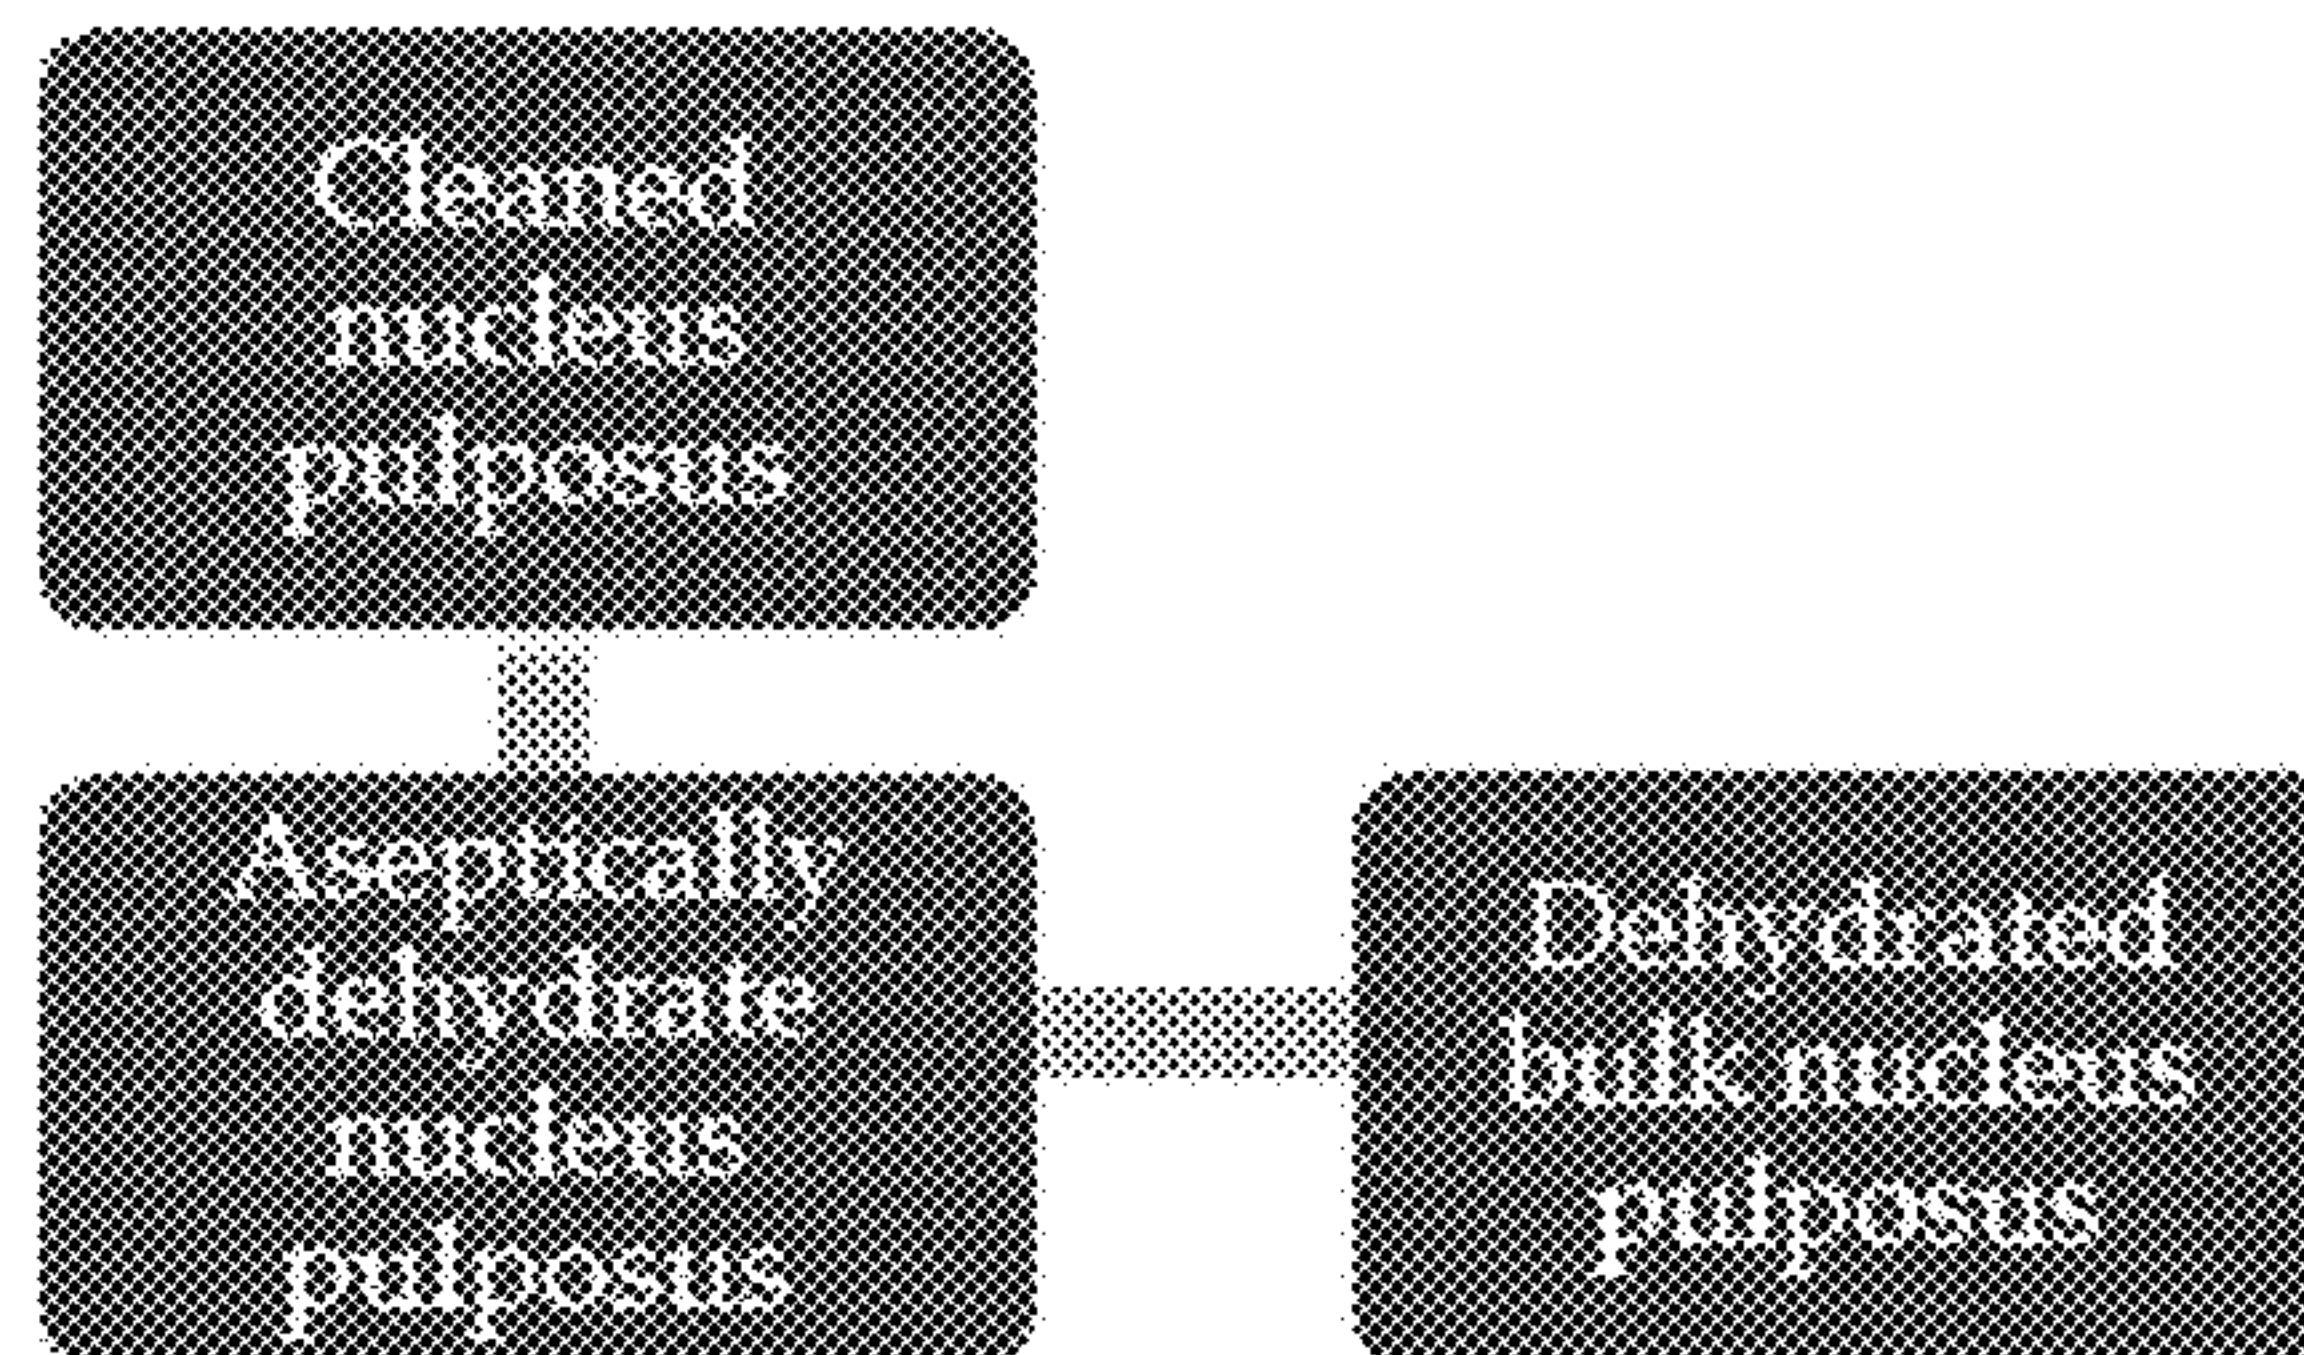 Cleaned
nucleus
pulposus
Aseptically
dehydrate
nucleus
pulposus
Dehydrated
bulk nucleus
pulposus